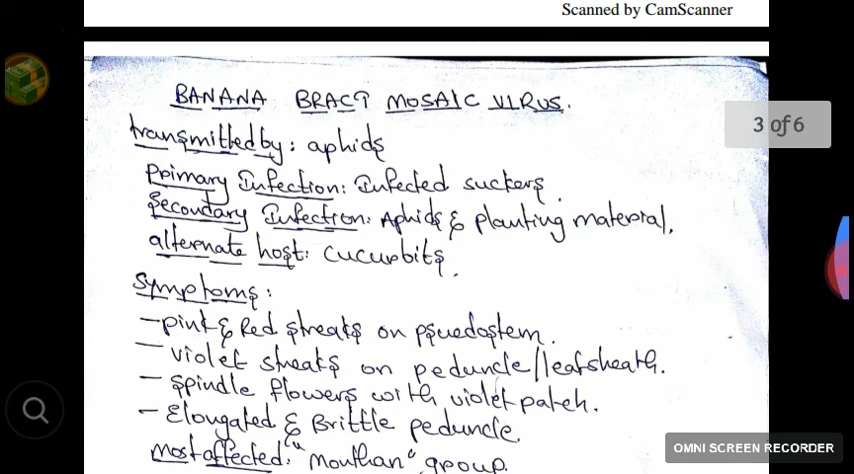 Scanned by CamScanner
BANANA BRACT MOSAIC VIRUS.
3 of 6
transmitted by: aphids
Primary Infection: Infected suckers.
Secondary Infection: Aphids & planting material.
alternate host: cucurbits.
Symptoms:
- pink & Red streaks on psuedostem.
- violet streaks on peduncle/leafsheath.
- Spindle flowers with violet patch.
- Elongated & Brittle peduncle.
OMNI SCREEN RECORDER
most affected: "Mouthan" group.